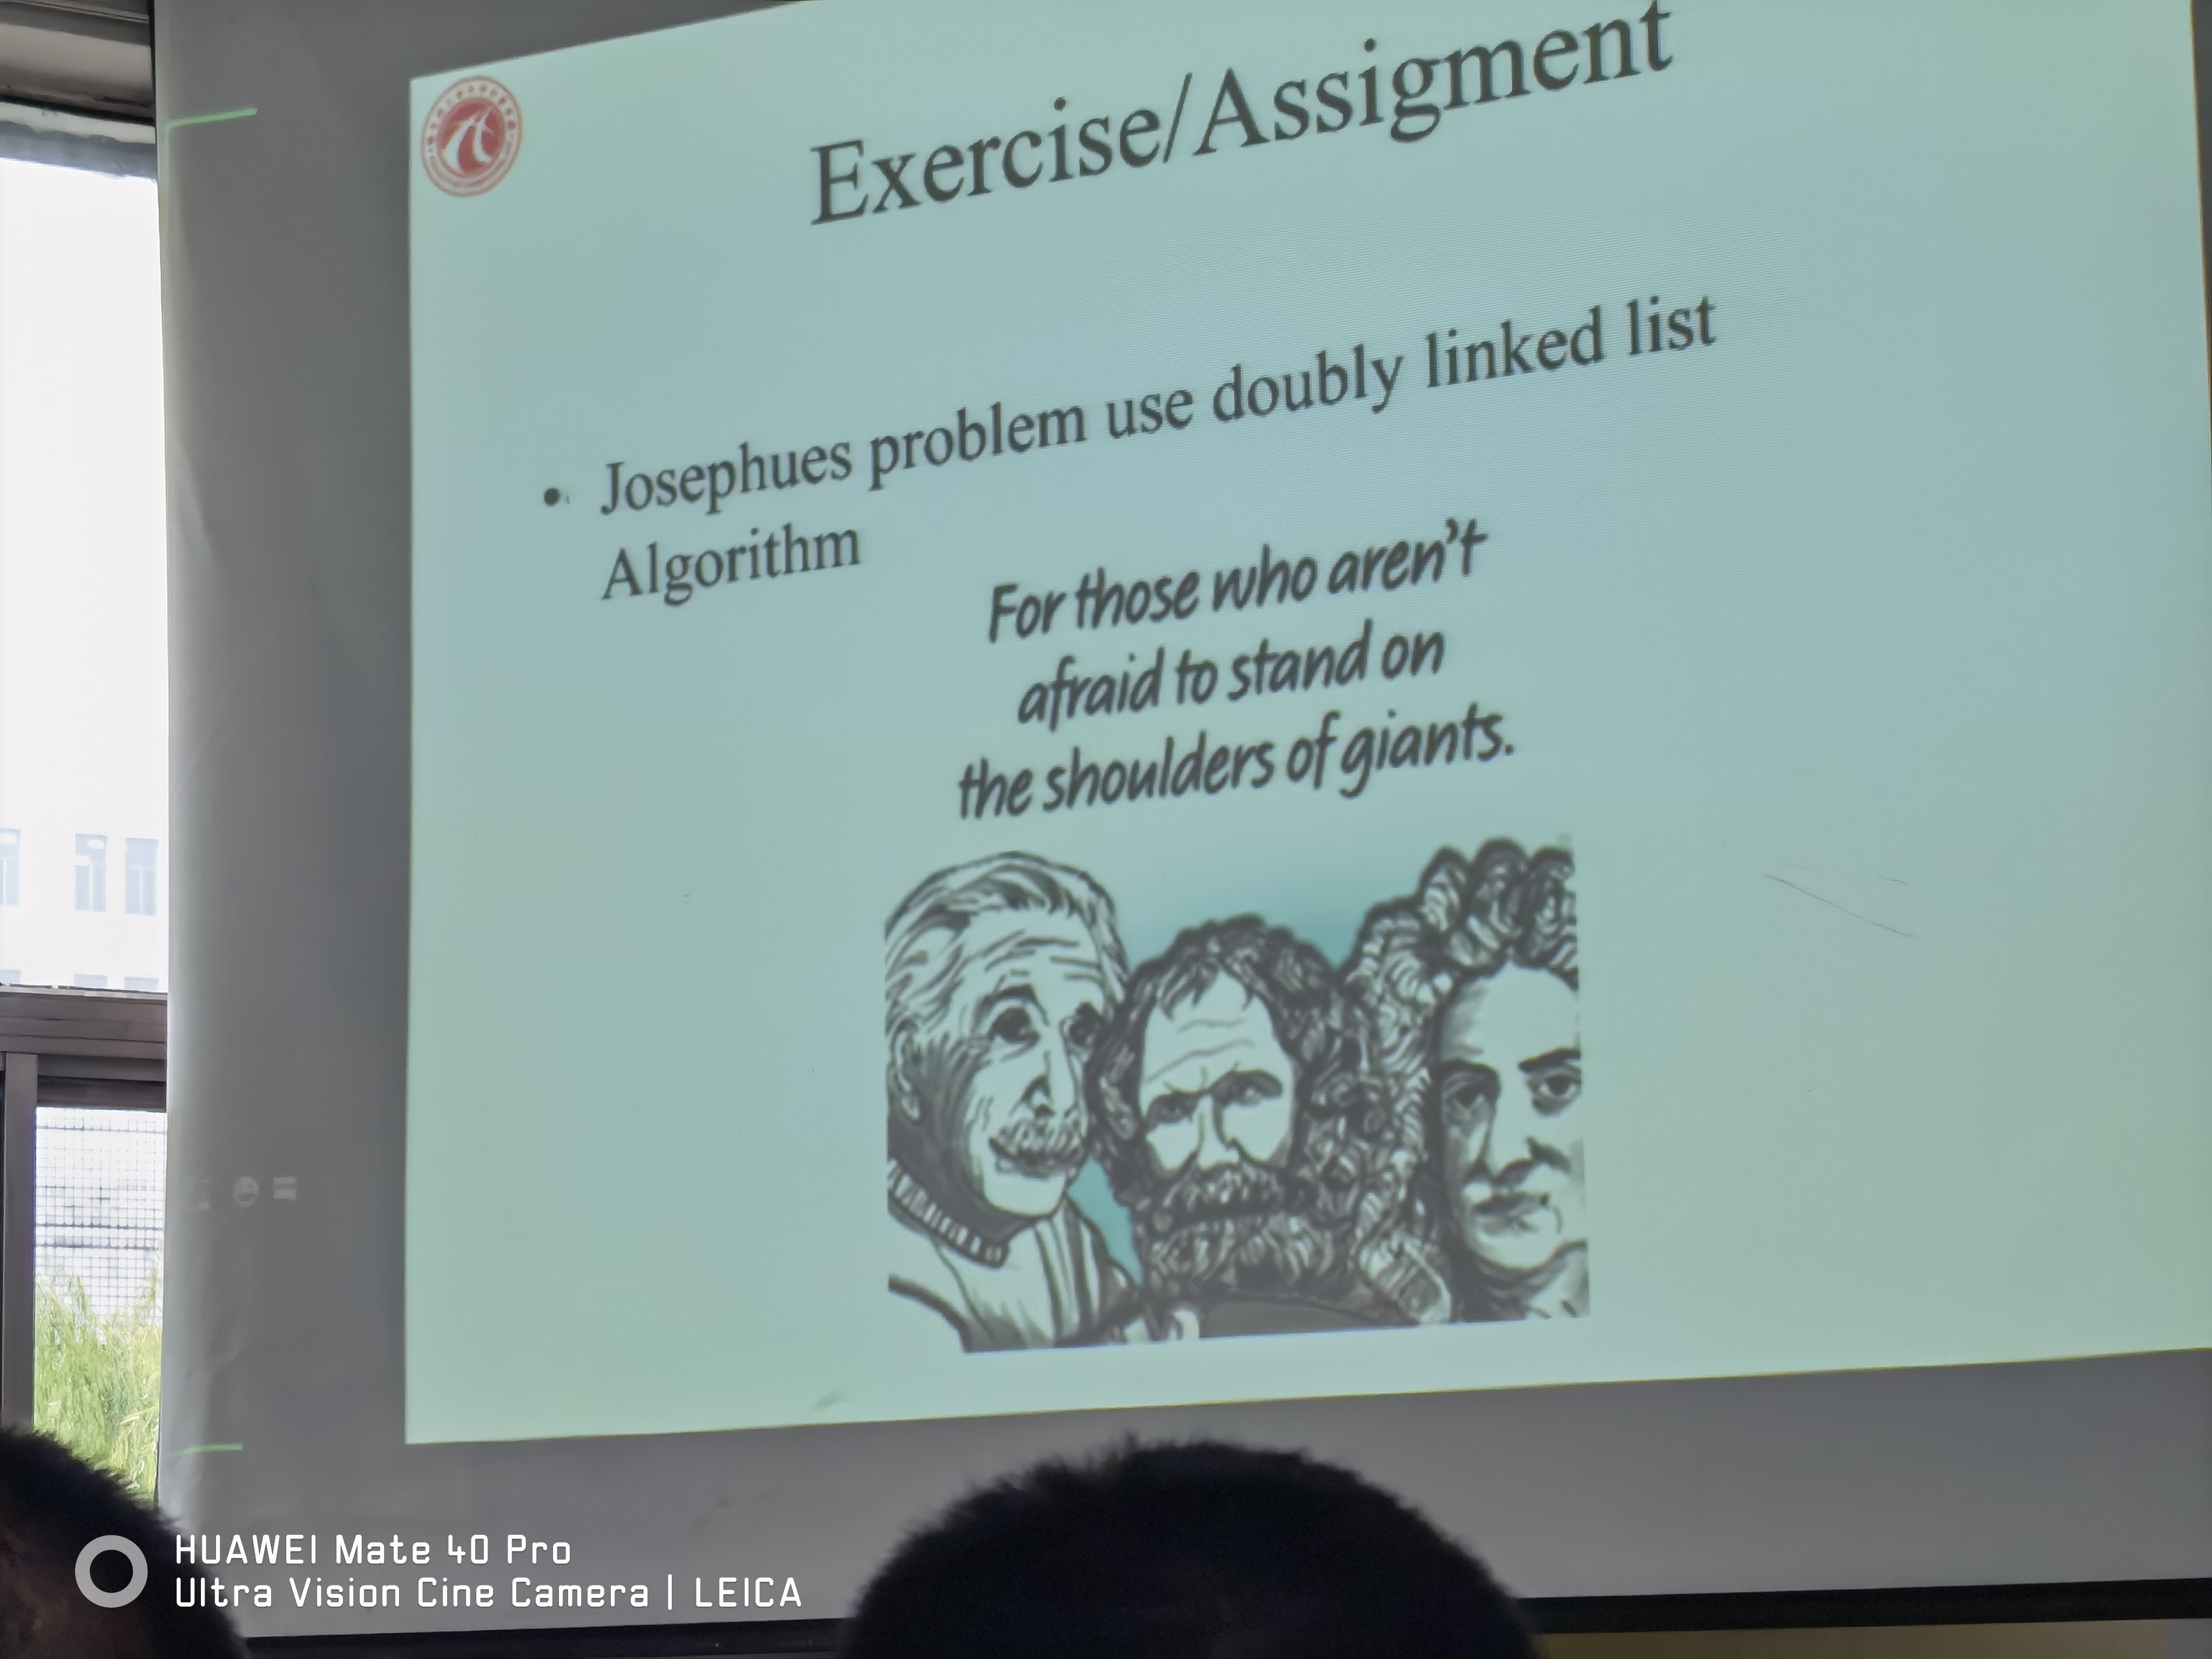 Exercise/Assigment
• Josephues problem use doubly linked list
Algorithm
For those who aren't
afraid to stand on
the shoulders of giants.
HUAWEI Mate 40 Pro
Ultra Vision Cine Camera | LEICA